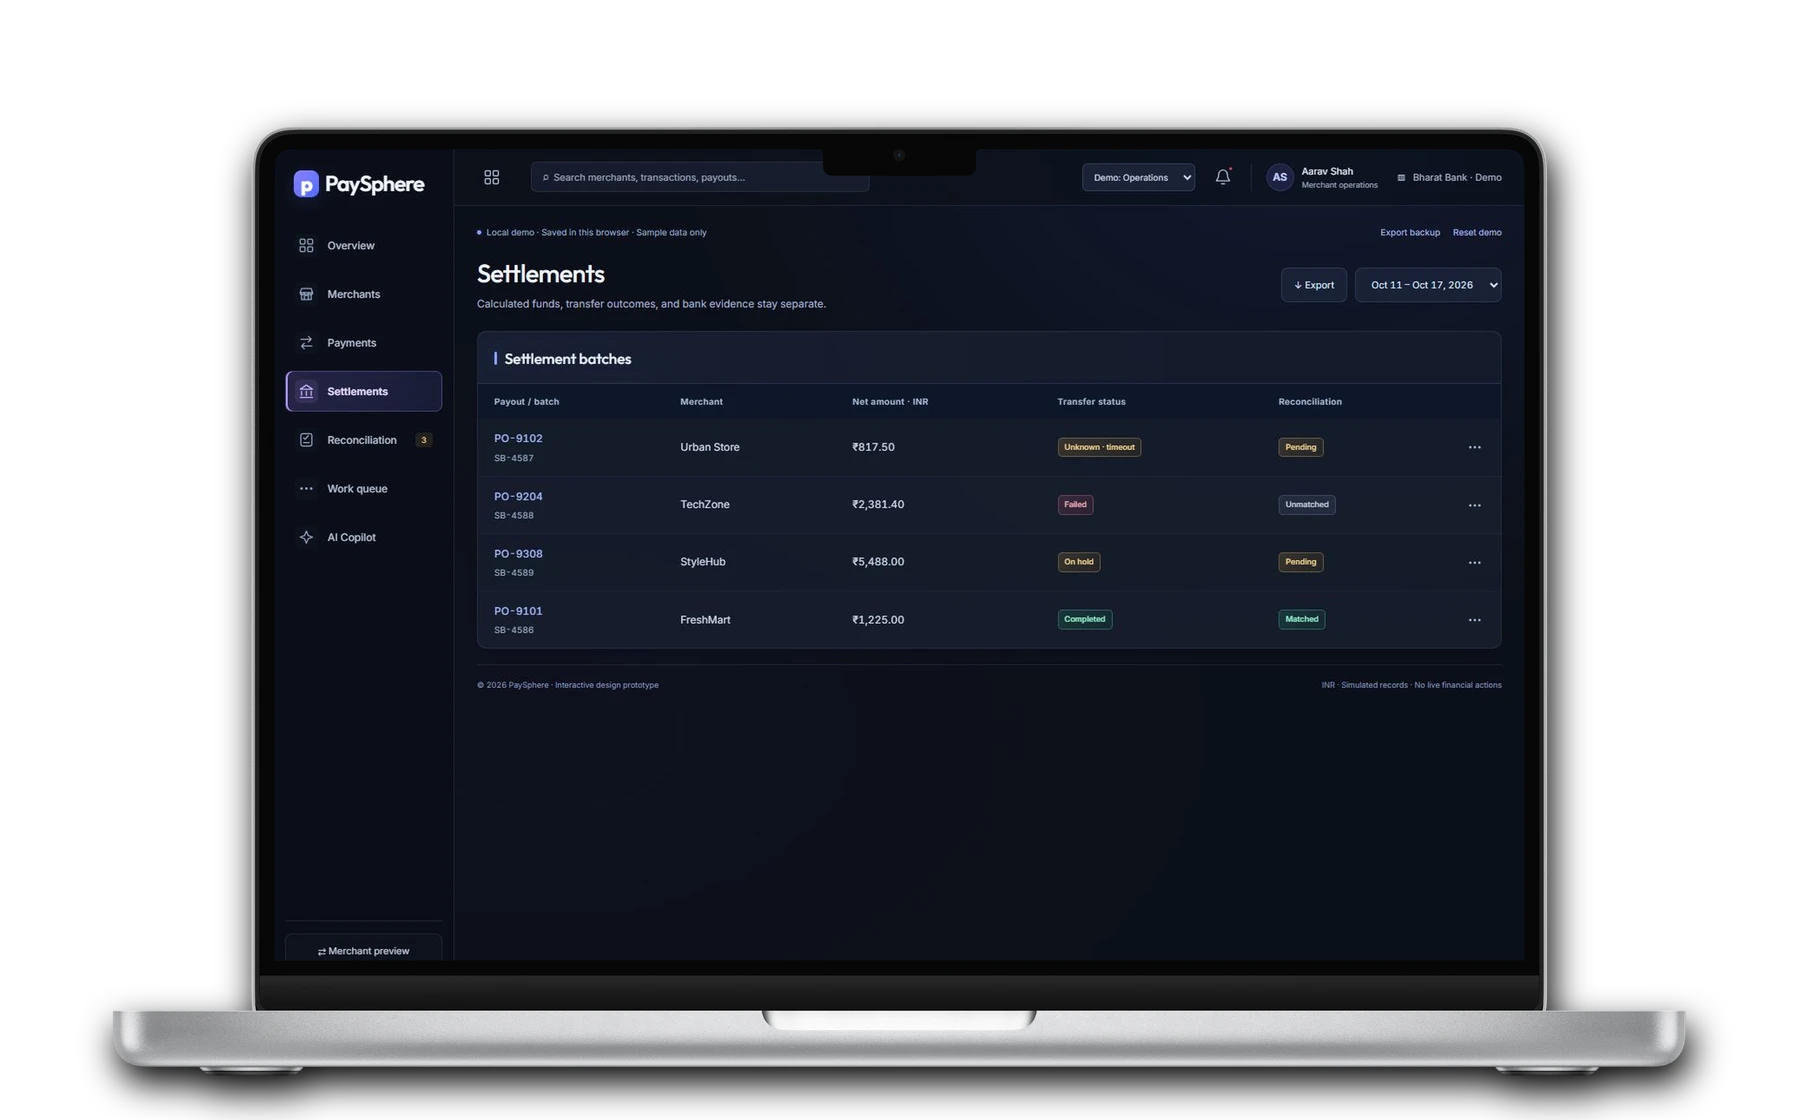 PaySphere
Search merchants, transactions, payouts...
Demo: Operations
AS
Aarav Shah
Merchant operations
Bharat Bank · Demo
Overview
Merchants
Payments
Settlements
Reconciliation 3
Work queue
AI Copilot
⇄ Merchant preview
Local demo · Saved in this browser · Sample data only
Export backup Reset demo
Settlements
Calculated funds, transfer outcomes, and bank evidence stay separate.
↓ Export
Oct 11 – Oct 17, 2026
Settlement batches
Payout / batch Merchant Net amount · INR Transfer status Reconciliation
PO-9102
SB-4587
Urban Store ₹817.50 Unknown · timeout Pending
PO-9204
SB-4588
TechZone ₹2,381.40 Failed Unmatched
PO-9308
SB-4589
StyleHub ₹5,488.00 On hold Pending
PO-9101
SB-4586
FreshMart ₹1,225.00 Completed Matched
© 2026 PaySphere · Interactive design prototype
INR · Simulated records · No live financial actions